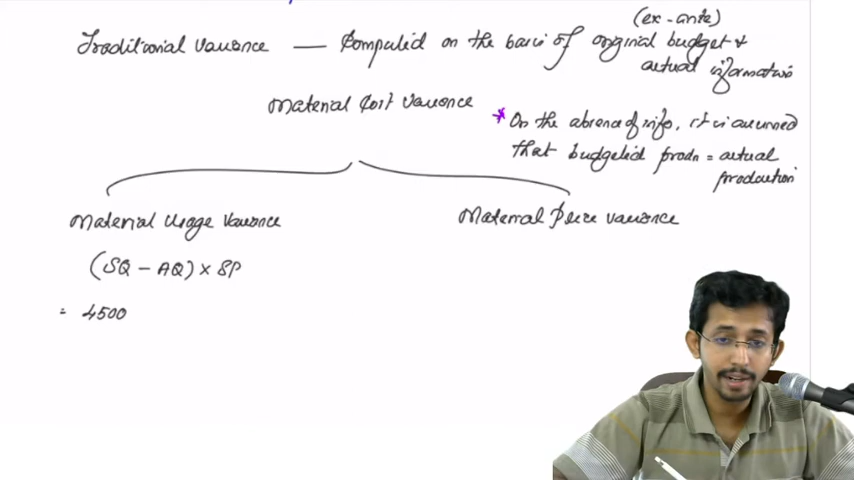 (ex-ante)
Traditional Variance — Computed on the basis of original budget &
actual information
Material Cost Variance
* In the absence of info, it is assumed
that budgeted prodn = actual
production
Material Usage Variance
Material Price variance
(SQ - AQ) × SP
= 4500